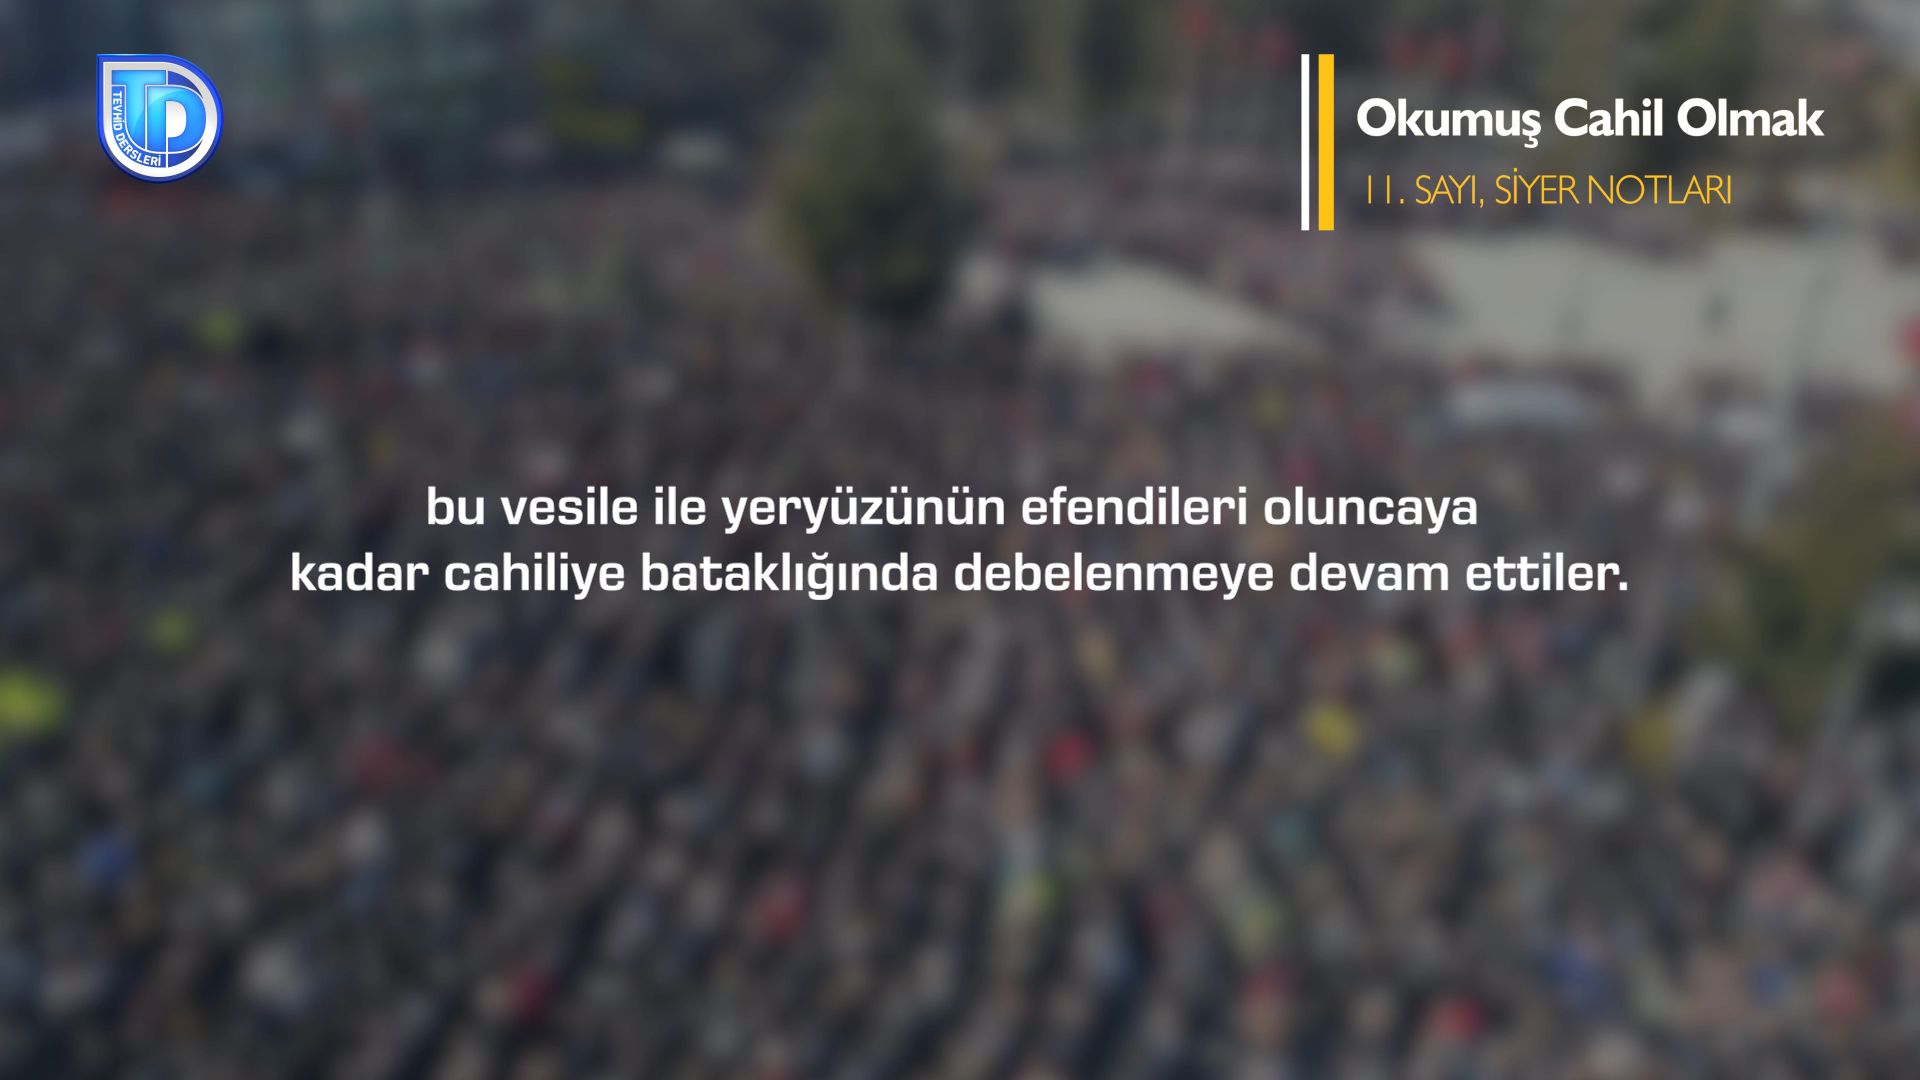 TD
TEVHİD DERSLERİ
Okumuş Cahil Olmak
11. SAYI, SİYER NOTLARI
bu vesile ile yeryüzünün efendileri oluncaya
kadar cahiliye bataklığında debelenmeye devam ettiler.